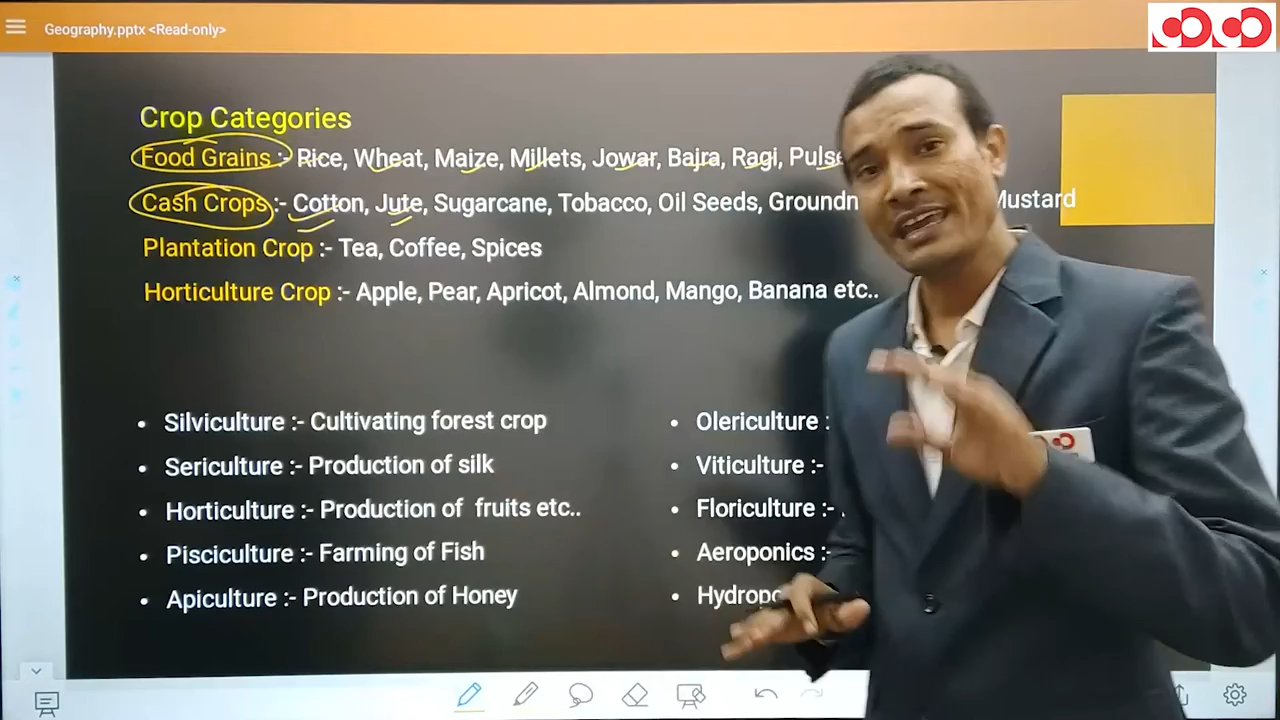 Geography.pptx <Read-only>
Crop Categories
Food Grains :- Rice, Wheat, Maize, Millets, Jowar, Bajra, Ragi, Pulse
Cash Crops :- Cotton, Jute, Sugarcane, Tobacco, Oil Seeds, Groundn Mustard
Plantation Crop :- Tea, Coffee, Spices
Horticulture Crop :- Apple, Pear, Apricot, Almond, Mango, Banana etc..
• Silviculture :- Cultivating forest crop
• Sericulture :- Production of silk
• Horticulture :- Production of fruits etc..
• Pisciculture :- Farming of Fish
• Apiculture :- Production of Honey
• Olericulture :
• Viticulture :-
• Floriculture :-
• Aeroponics :-
• Hydropo